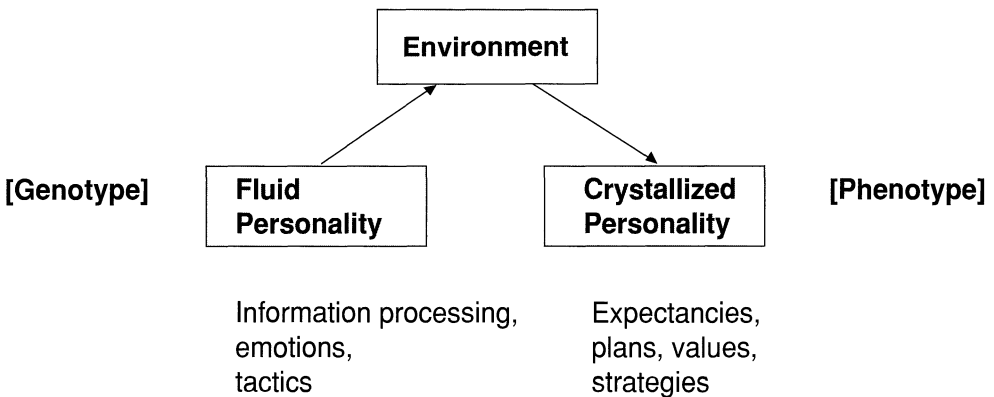 Environment
[Genotype]
Fluid
Personality
Crystallized
Personality
[Phenotype]
Information processing,
emotions,
tactics
Expectancies,
plans, values,
strategies